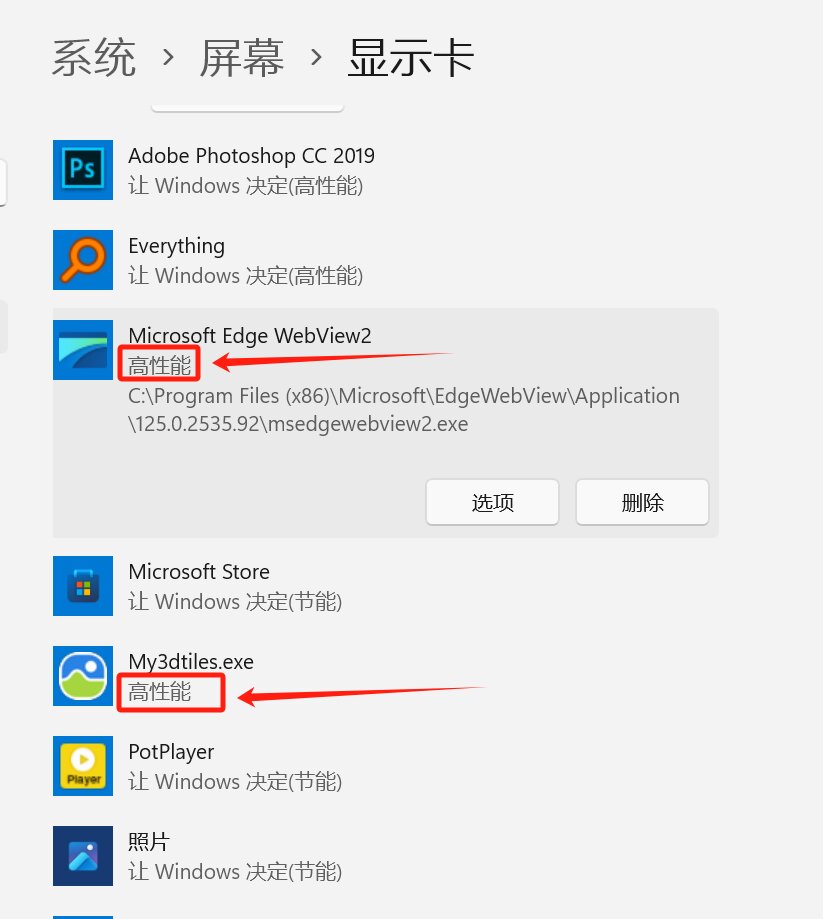 系统 › 屏幕 › 显示卡
Ps
Adobe Photoshop CC 2019
让 Windows 决定(高性能)
Everything
让 Windows 决定(高性能)
Microsoft Edge WebView2
高性能
C:\Program Files (x86)\Microsoft\EdgeWebView\Application
\125.0.2535.92\msedgewebview2.exe
选项
删除
Microsoft Store
让 Windows 决定(节能)
My3dtiles.exe
高性能
Player
PotPlayer
让 Windows 决定(节能)
照片
让 Windows 决定(节能)